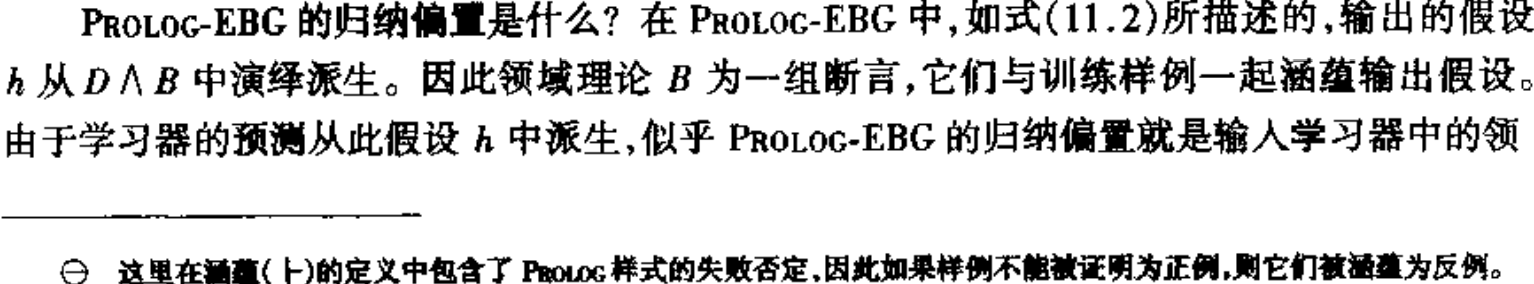 PROLOG-EBG 的归纳偏置是什么? 在 PROLOG-EBG 中,如式(11.2)所描述的,输出的假设
h 从 D∧B 中演绎派生。因此领域理论 B 为一组断言,它们与训练样例一起涵蕴输出假设。
由于学习器的预测从此假设 h 中派生,似乎 PROLOG-EBG 的归纳偏置就是输入学习器中的领
㊀ 这里在涵蕴(⊢)的定义中包含了 PROLOG 样式的失败否定,因此如果样例不能被证明为正例,则它们被涵蕴为反例。